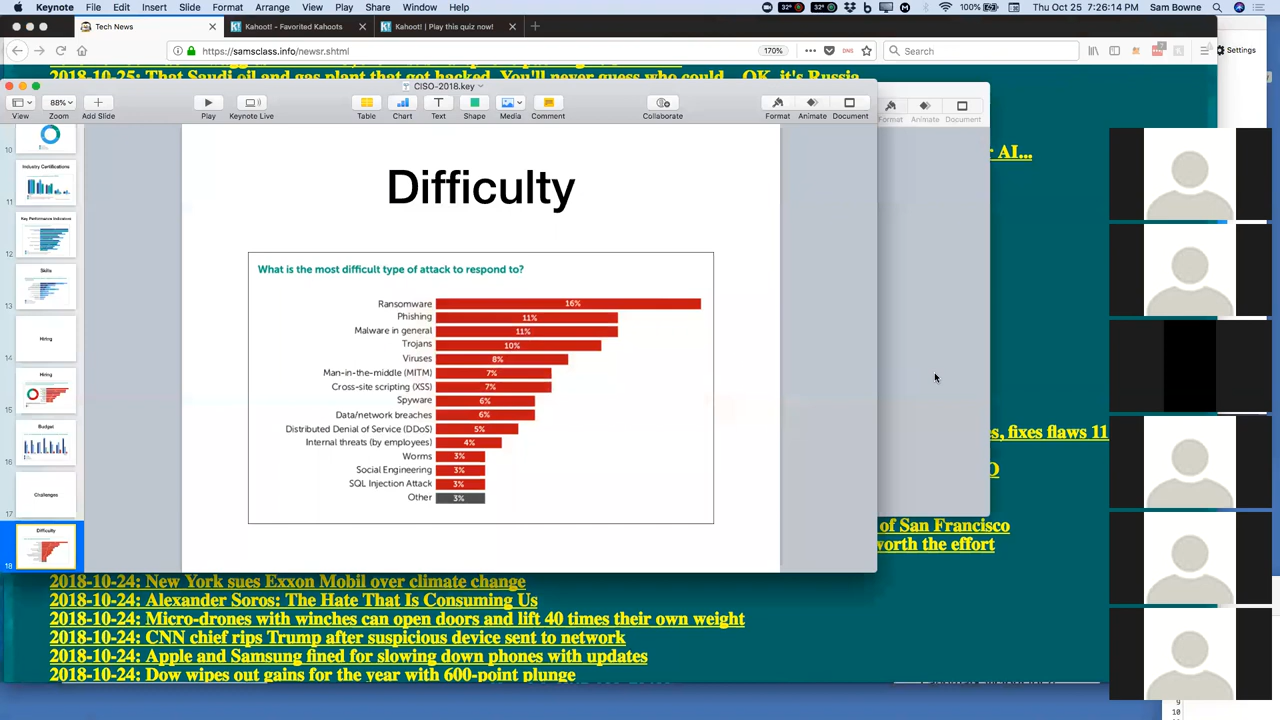 Keynote File Edit Insert Slide Format Arrange View Play Share Window Help 32° 32° 100% Thu Oct 25 7:26:14 PM Sam Bowne
Tech News
Kahoot! - Favorited Kahoots
Kahoot! | Play this quiz now!
https://samsclass.info/newsr.shtml
170%
DNS
Search
Settings
2018-10-25: That Saudi oil and gas plant that got hacked. You'll never guess who could... OK, it's Russia
CISO-2018.key
88%
View Zoom Add Slide Play Keynote Live Table Chart Text Shape Media Comment Collaborate Format Animate Document
Format Animate Document
r AI...
10
Industry Certifications
11
Key Performance Indicators
12
Skills
13
Hiring
14
Hiring
15
Budget
16
Challenges
17
Difficulty
18
Difficulty
What is the most difficult type of attack to respond to?
Ransomware 16%
Phishing 11%
Malware in general 11%
Trojans 10%
Viruses 8%
Man-in-the-middle (MITM) 7%
Cross-site scripting (XSS) 7%
Spyware 6%
Data/network breaches 6%
Distributed Denial of Service (DDoS) 5%
Internal threats (by employees) 4%
Worms 3%
Social Engineering 3%
SQL Injection Attack 3%
Other 3%
es, fixes flaws 11
O
of San Francisco
worth the effort
2018-10-24: New York sues Exxon Mobil over climate change
2018-10-24: Alexander Soros: The Hate That Is Consuming Us
2018-10-24: Micro-drones with winches can open doors and lift 40 times their own weight
2018-10-24: CNN chief rips Trump after suspicious device sent to network
2018-10-24: Apple and Samsung fined for slowing down phones with updates
2018-10-24: Dow wipes out gains for the year with 600-point plunge
9
10